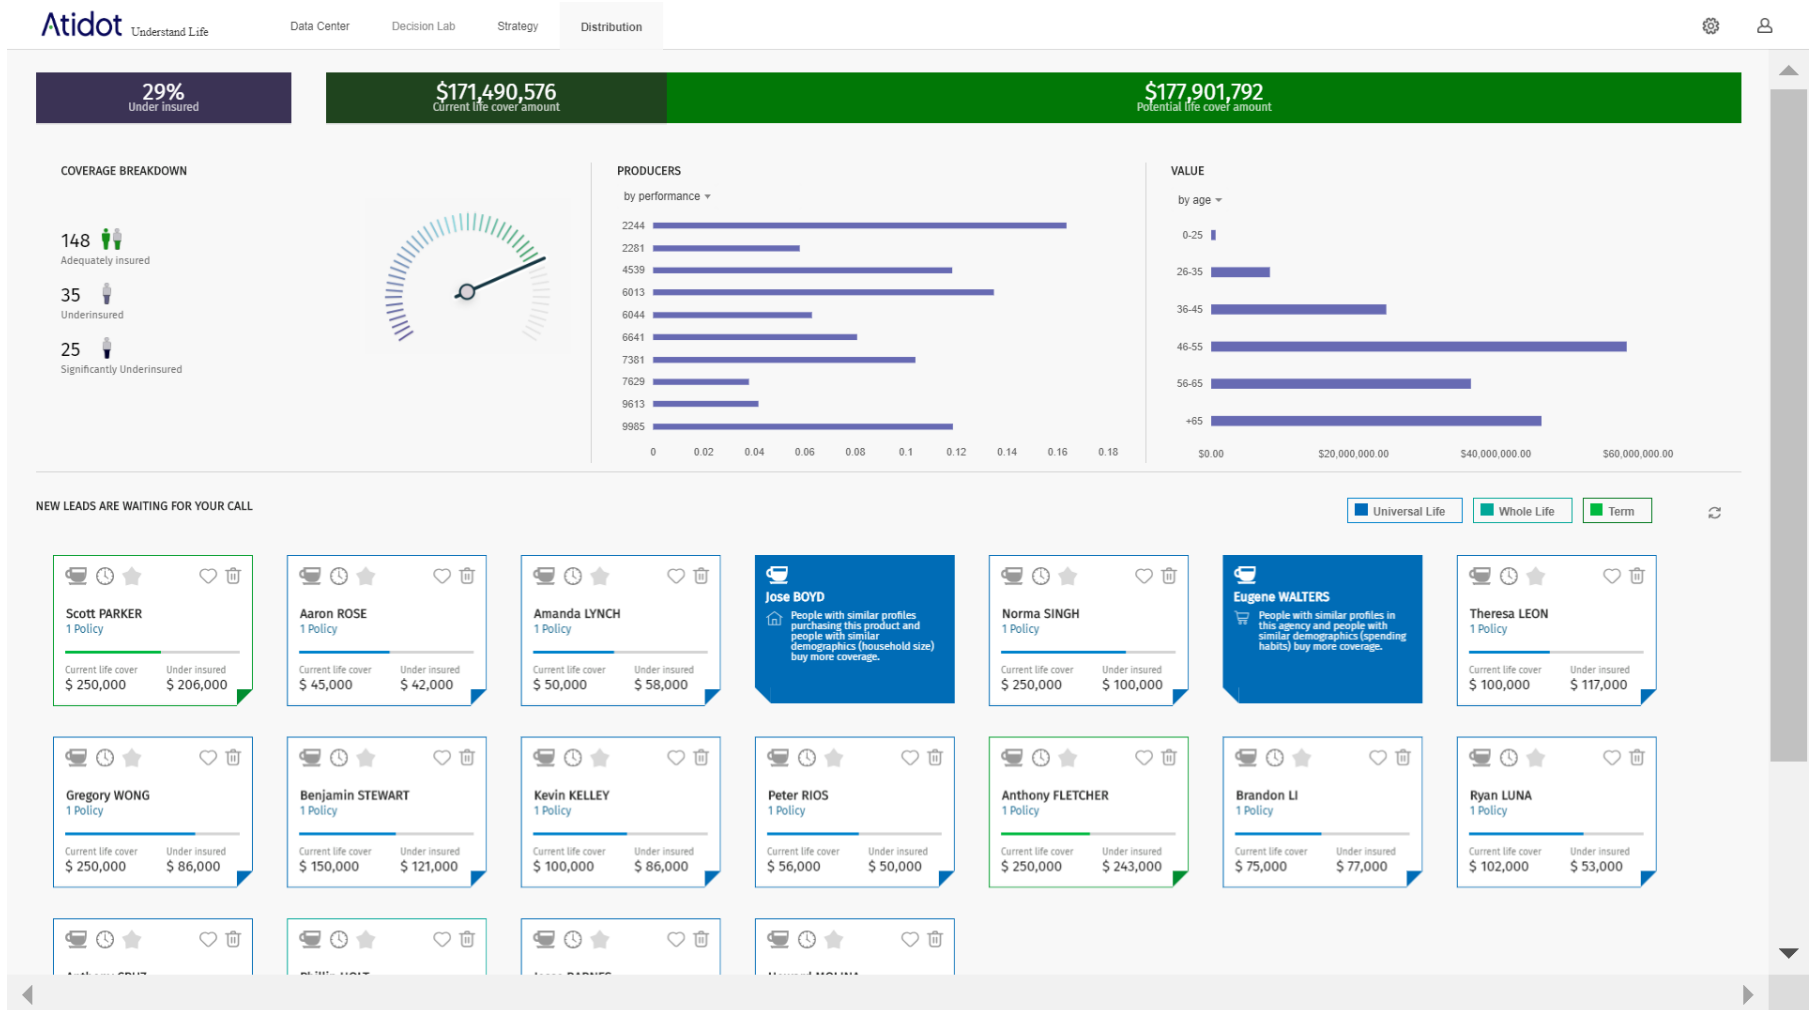 Atidot Understand Life
Data Center
Decision Lab
Strategy
Distribution
29%
Under insured
$171,490,576
Current life cover amount
$177,901,792
Potential life cover amount
COVERAGE BREAKDOWN
148
Adequately insured
35
Underinsured
25
Significantly Underinsured
PRODUCERS
by performance
2244
2281
4539
6013
6044
6641
7381
7629
9613
9985
0 0.02 0.04 0.06 0.08 0.1 0.12 0.14 0.16 0.18
VALUE
by age
0-25
26-35
36-45
46-55
56-65
+65
$0.00 $20,000,000.00 $40,000,000.00 $60,000,000.00
NEW LEADS ARE WAITING FOR YOUR CALL
Universal Life
Whole Life
Term
Scott PARKER
1 Policy
Current life cover Under insured
$ 250,000 $ 206,000
Aaron ROSE
1 Policy
Current life cover Under insured
$ 45,000 $ 42,000
Amanda LYNCH
1 Policy
Current life cover Under insured
$ 50,000 $ 58,000
Jose BOYD
People with similar profiles
purchasing this product and
people with similar
demographics (household size)
buy more coverage.
Norma SINGH
1 Policy
Current life cover Under insured
$ 250,000 $ 100,000
Eugene WALTERS
People with similar profiles in
this agency and people with
similar demographics (spending
habits) buy more coverage.
Theresa LEON
1 Policy
Current life cover Under insured
$ 100,000 $ 117,000
Gregory WONG
1 Policy
Current life cover Under insured
$ 250,000 $ 86,000
Benjamin STEWART
1 Policy
Current life cover Under insured
$ 150,000 $ 121,000
Kevin KELLEY
1 Policy
Current life cover Under insured
$ 100,000 $ 86,000
Peter RIOS
1 Policy
Current life cover Under insured
$ 56,000 $ 50,000
Anthony FLETCHER
1 Policy
Current life cover Under insured
$ 250,000 $ 243,000
Brandon LI
1 Policy
Current life cover Under insured
$ 75,000 $ 77,000
Ryan LUNA
1 Policy
Current life cover Under insured
$ 102,000 $ 53,000